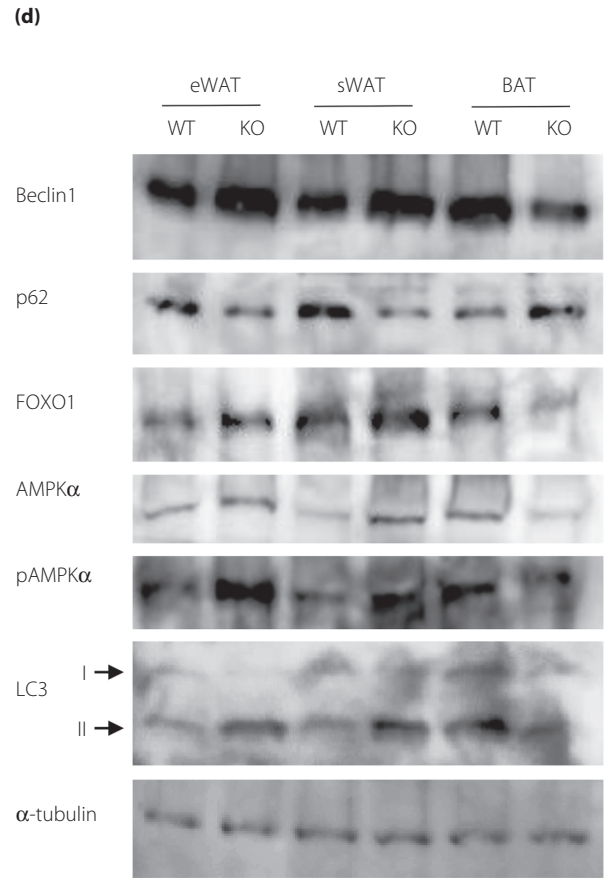 (d)
eWAT sWAT BAT
WT KO WT KO WT KO
Beclin1
p62
FOXO1
AMPKα
pAMPKα
I
LC3
II
α-tubulin